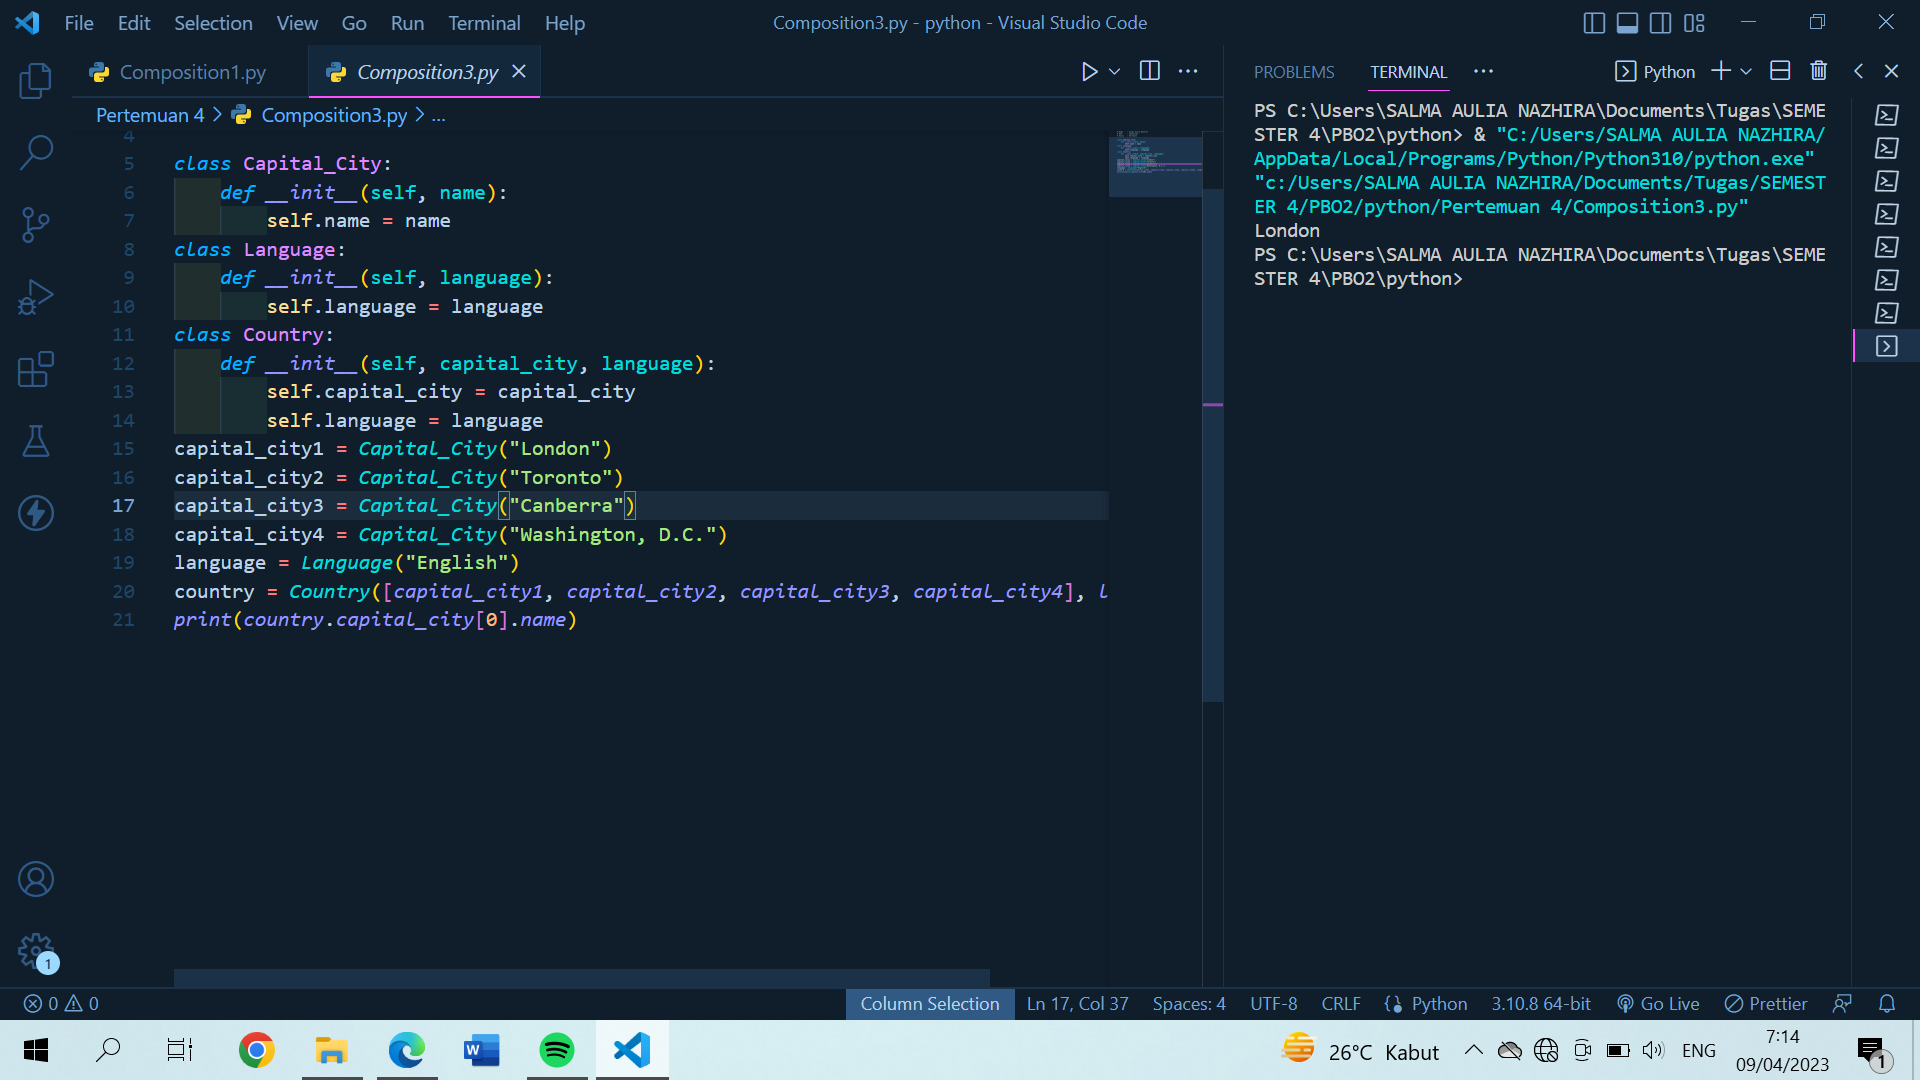 File Edit Selection View Go Run Terminal Help
Composition3.py - python - Visual Studio Code
Composition1.py
Composition3.py
Pertemuan 4 > Composition3.py > ...
4
5 class Capital_City:
6 def __init__(self, name):
7 self.name = name
8 class Language:
9 def __init__(self, language):
10 self.language = language
11 class Country:
12 def __init__(self, capital_city, language):
13 self.capital_city = capital_city
14 self.language = language
15 capital_city1 = Capital_City("London")
16 capital_city2 = Capital_City("Toronto")
17 capital_city3 = Capital_City("Canberra")
18 capital_city4 = Capital_City("Washington, D.C.")
19 language = Language("English")
20 country = Country([capital_city1, capital_city2, capital_city3, capital_city4], l
21 print(country.capital_city[0].name)
PROBLEMS TERMINAL ... Python
PS C:\Users\SALMA AULIA NAZHIRA\Documents\Tugas\SEME
STER 4\PBO2\python> & "C:/Users/SALMA AULIA NAZHIRA/
AppData/Local/Programs/Python/Python310/python.exe"
"c:/Users/SALMA AULIA NAZHIRA/Documents/Tugas/SEMEST
ER 4/PBO2/python/Pertemuan 4/Composition3.py"
London
PS C:\Users\SALMA AULIA NAZHIRA\Documents\Tugas\SEME
STER 4\PBO2\python>
1
0 0
Column Selection Ln 17, Col 37 Spaces: 4 UTF-8 CRLF Python 3.10.8 64-bit Go Live Prettier
26°C Kabut
ENG
7:14
09/04/2023
1